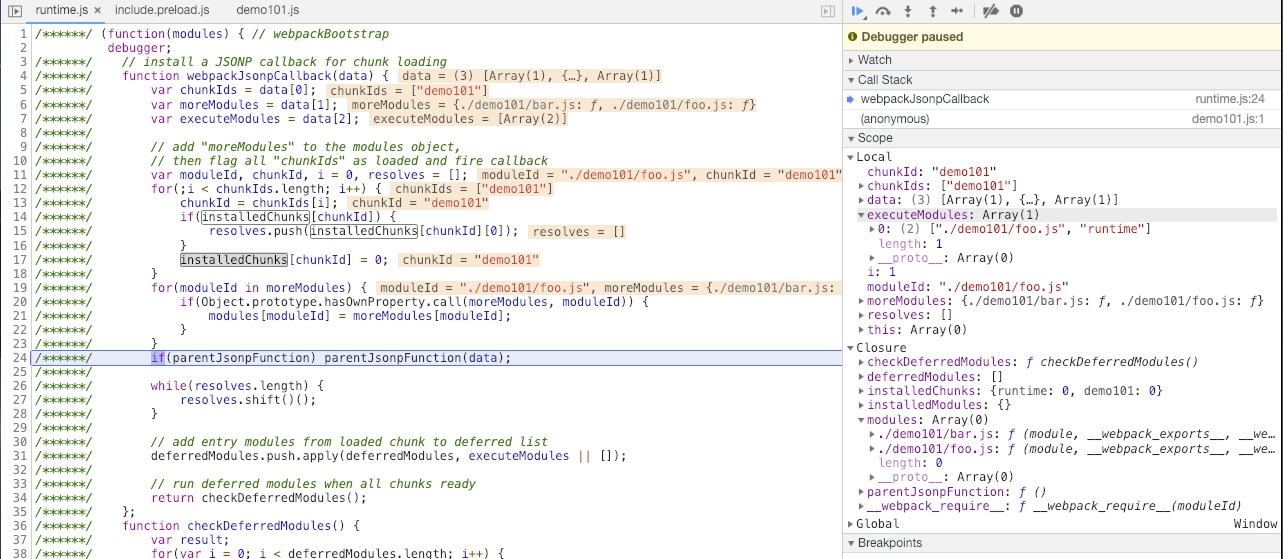 runtime.js × include.preload.js demo101.js
1 /******/ (function(modules) { // webpackBootstrap
2 debugger;
3 /******/ // install a JSONP callback for chunk loading
4 /******/ function webpackJsonpCallback(data) { data = (3) [Array(1), {…}, Array(1)]
5 /******/ var chunkIds = data[0]; chunkIds = ["demo101"]
6 /******/ var moreModules = data[1]; moreModules = {./demo101/bar.js: ƒ, ./demo101/foo.js: ƒ}
7 /******/ var executeModules = data[2]; executeModules = [Array(2)]
8 /******/
9 /******/ // add "moreModules" to the modules object,
10 /******/ // then flag all "chunkIds" as loaded and fire callback
11 /******/ var moduleId, chunkId, i = 0, resolves = []; moduleId = "./demo101/foo.js", chunkId = "demo101"
12 /******/ for(;i < chunkIds.length; i++) { chunkIds = ["demo101"]
13 /******/ chunkId = chunkIds[i]; chunkId = "demo101"
14 /******/ if(installedChunks[chunkId]) {
15 /******/ resolves.push(installedChunks[chunkId][0]); resolves = []
16 /******/ }
17 /******/ installedChunks[chunkId] = 0; chunkId = "demo101"
18 /******/ }
19 /******/ for(moduleId in moreModules) { moduleId = "./demo101/foo.js", moreModules = {./demo101/bar.js:
20 /******/ if(Object.prototype.hasOwnProperty.call(moreModules, moduleId)) {
21 /******/ modules[moduleId] = moreModules[moduleId];
22 /******/ }
23 /******/ }
24 /******/ if(parentJsonpFunction) parentJsonpFunction(data);
25 /******/
26 /******/ while(resolves.length) {
27 /******/ resolves.shift()();
28 /******/ }
29 /******/
30 /******/ // add entry modules from loaded chunk to deferred list
31 /******/ deferredModules.push.apply(deferredModules, executeModules || []);
32 /******/
33 /******/ // run deferred modules when all chunks ready
34 /******/ return checkDeferredModules();
35 /******/ };
36 /******/ function checkDeferredModules() {
37 /******/ var result;
38 /******/ for(var i = 0; i < deferredModules.length; i++) {
Debugger paused
Watch
Call Stack
webpackJsonpCallback runtime.js:24
(anonymous) demo101.js:1
Scope
Local
chunkId: "demo101"
chunkIds: ["demo101"]
data: (3) [Array(1), {…}, Array(1)]
executeModules: Array(1)
0: (2) ["./demo101/foo.js", "runtime"]
length: 1
__proto__: Array(0)
i: 1
moduleId: "./demo101/foo.js"
moreModules: {./demo101/bar.js: ƒ, ./demo101/foo.js: ƒ}
resolves: []
this: Array(0)
Closure
checkDeferredModules: ƒ checkDeferredModules()
deferredModules: []
installedChunks: {runtime: 0, demo101: 0}
installedModules: {}
modules: Array(0)
./demo101/bar.js: ƒ (module, __webpack_exports__, __we…
./demo101/foo.js: ƒ (module, __webpack_exports__, __we…
length: 0
__proto__: Array(0)
parentJsonpFunction: ƒ ()
__webpack_require__: ƒ __webpack_require__(moduleId)
Global Window
Breakpoints